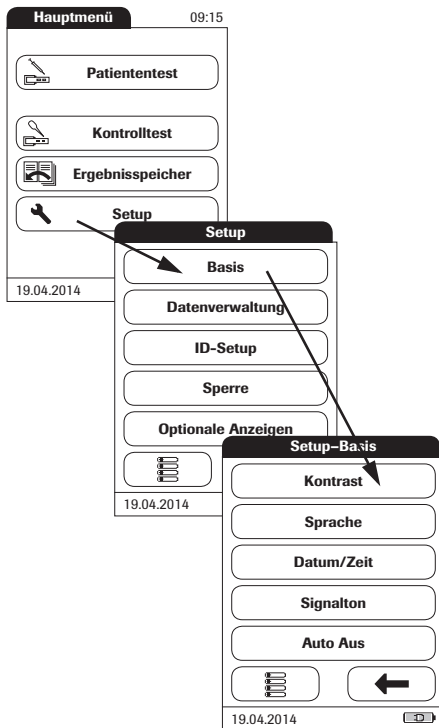 Hauptmenü 09:15
Patiententest
Kontrolltest
Ergebnisspeicher
Setup
19.04.2014
Setup
Basis
Datenverwaltung
ID-Setup
Sperre
Optionale Anzeigen
19.04.2014
Setup-Basis
Kontrast
Sprache
Datum/Zeit
Signalton
Auto Aus
19.04.2014